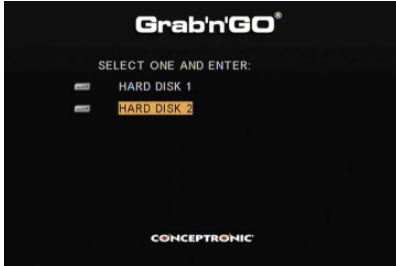 Grab'n'GO®
SELECT ONE AND ENTER:
HARD DISK 1
HARD DISK 2
CONCEPTRONIC